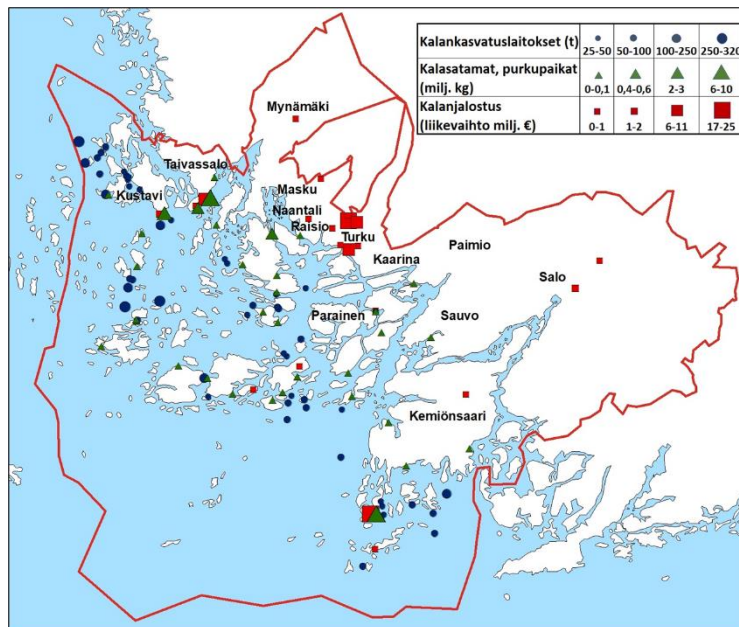 Kalankasvatuslaitokset (t)
25-50 50-100 100-250 250-320
Kalasatamat, purkupaikat
(milj. kg)
0-0,1 0,4-0,6 2-3 6-10
Kalanjalostus
(liikevaihto milj. €)
0-1 1-2 6-11 17-25
Mynämäki
Taivassalo
Kustavi
Masku
Naantali
Raisio
Turku
Paimio
Kaarina
Salo
Parainen
Sauvo
Kemiönsaari